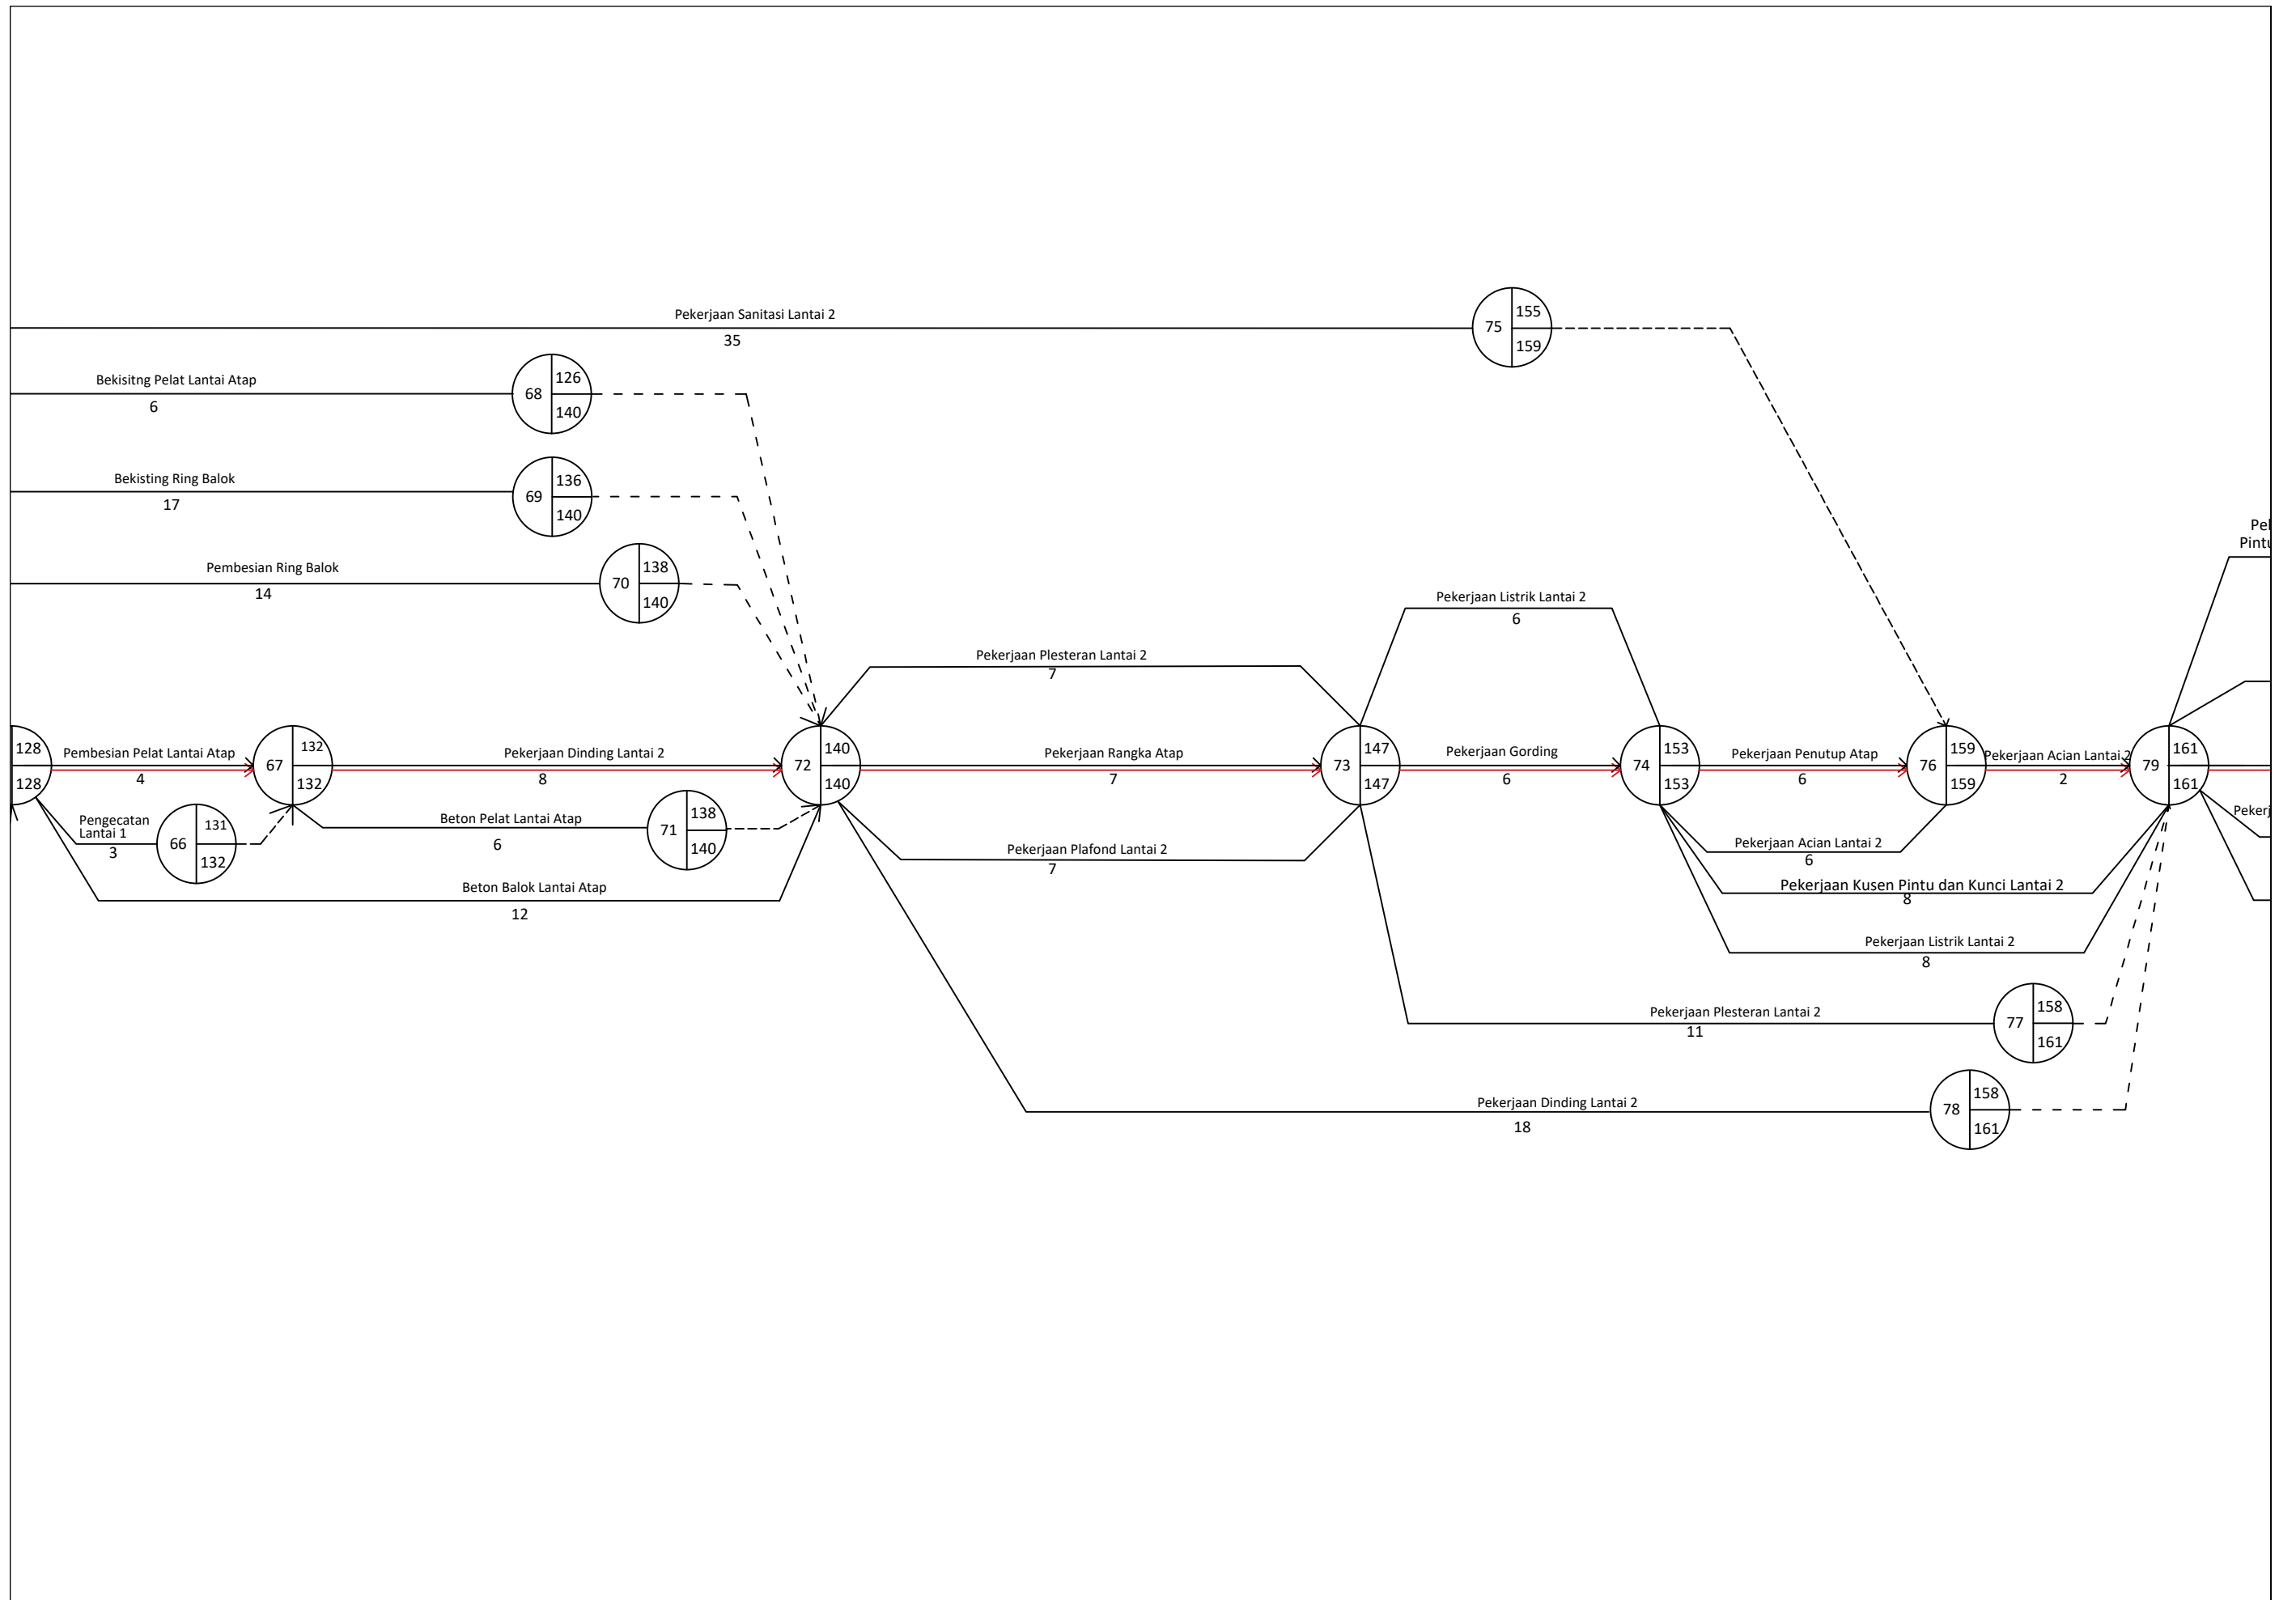 Pekerjaan Sanitasi Lantai 2
35
75
155
159
Bekisitng Pelat Lantai Atap
6
68
126
140
Bekisting Ring Balok
17
69
136
140
Pembesian Ring Balok
14
70
138
140
Pekerjaan Listrik Lantai 2
6
Pekerjaan Plesteran Lantai 2
7
128
128
Pembesian Pelat Lantai Atap
4
67
132
132
Pekerjaan Dinding Lantai 2
8
72
140
140
Pekerjaan Rangka Atap
7
73
147
147
Pekerjaan Gording
6
74
153
153
Pekerjaan Penutup Atap
6
76
159
159
Pekerjaan Acian Lantai 2
2
79
161
161
Pengecatan
Lantai 1
3
66
131
132
Beton Pelat Lantai Atap
6
71
138
140
Pekerjaan Plafond Lantai 2
7
Pekerjaan Acian Lantai 2
6
Beton Balok Lantai Atap
12
Pekerjaan Kusen Pintu dan Kunci Lantai 2
8
Pekerjaan Listrik Lantai 2
8
Pekerjaan Plesteran Lantai 2
11
77
158
161
Pekerjaan Dinding Lantai 2
18
78
158
161